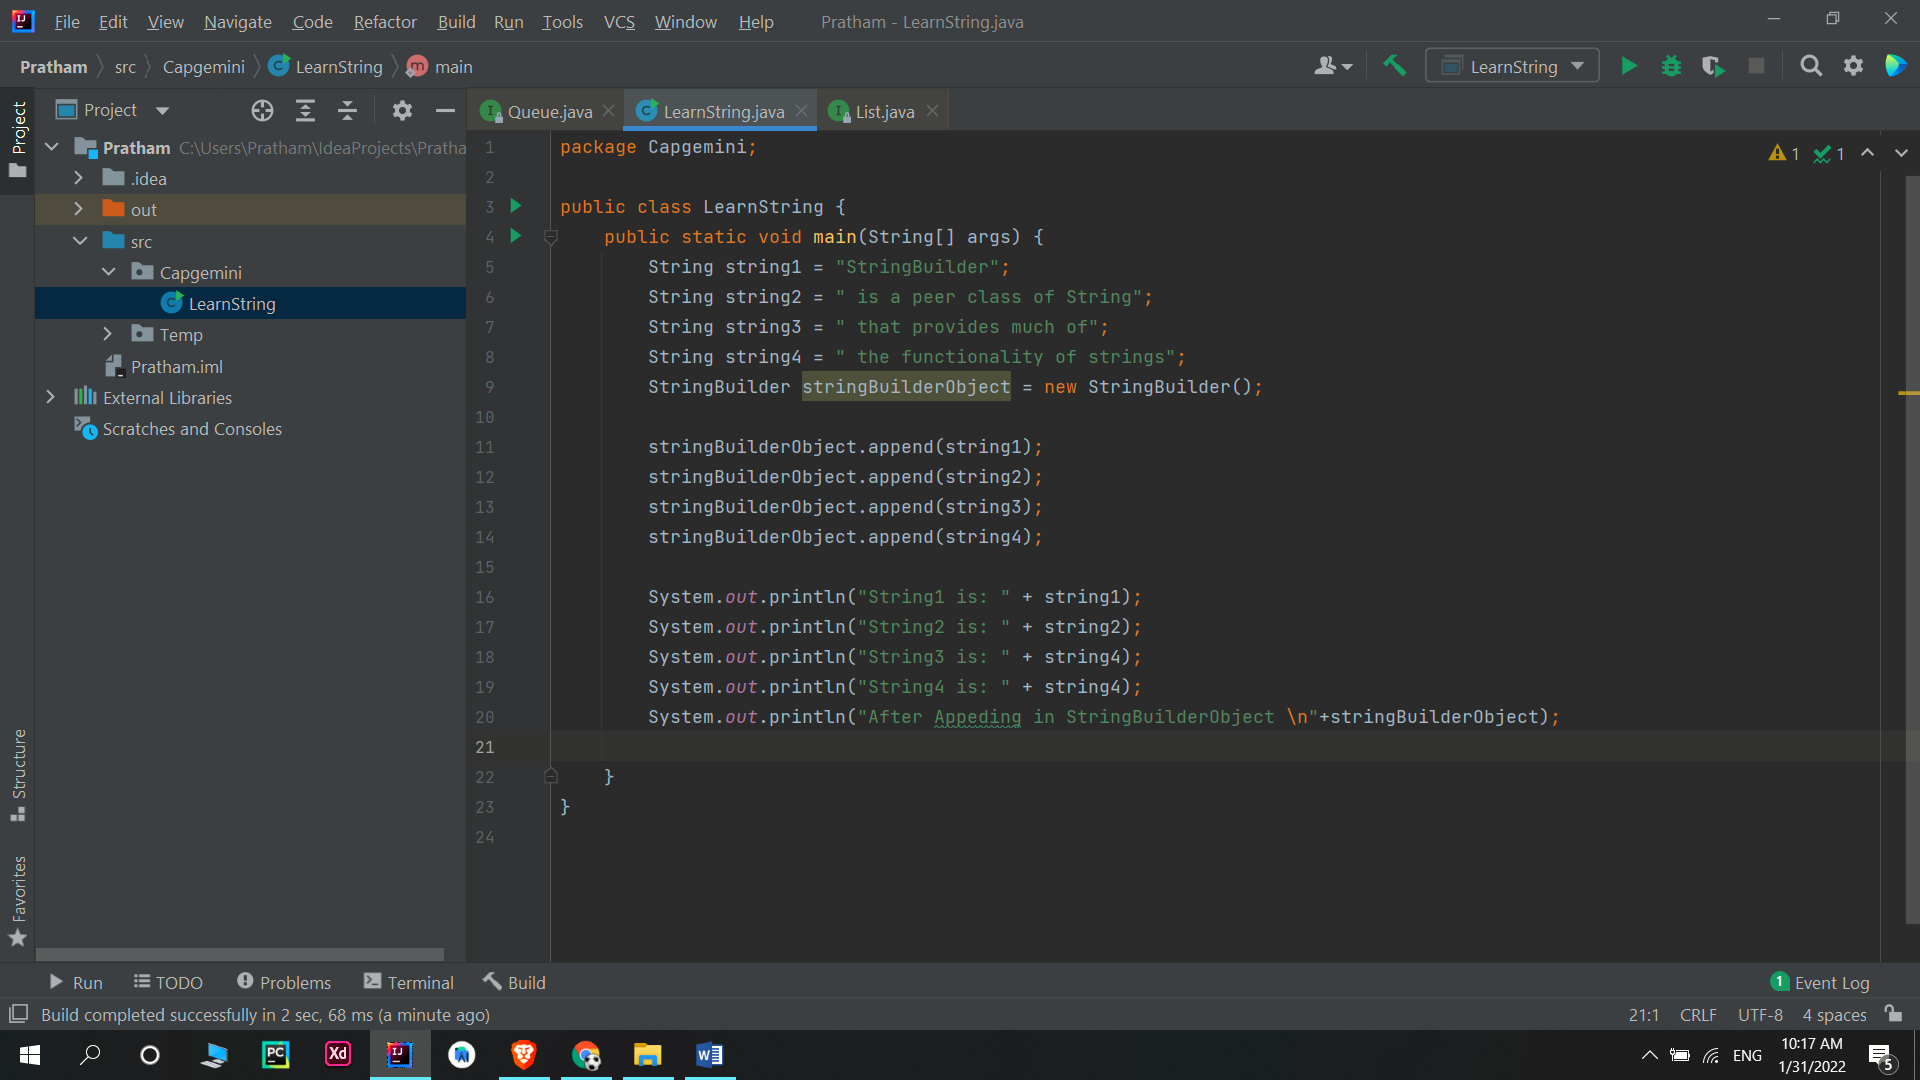 File Edit View Navigate Code Refactor Build Run Tools VCS Window Help Pratham - LearnString.java
Pratham src Capgemini LearnString main LearnString
Project
Project
Queue.java LearnString.java List.java
Pratham C:\Users\Pratham\IdeaProjects\Pratha
.idea
out
src
Capgemini
LearnString
Temp
Pratham.iml
External Libraries
Scratches and Consoles
1 package Capgemini;
2
3 public class LearnString {
4 public static void main(String[] args) {
5 String string1 = "StringBuilder";
6 String string2 = " is a peer class of String";
7 String string3 = " that provides much of";
8 String string4 = " the functionality of strings";
9 StringBuilder stringBuilderObject = new StringBuilder();
10
11 stringBuilderObject.append(string1);
12 stringBuilderObject.append(string2);
13 stringBuilderObject.append(string3);
14 stringBuilderObject.append(string4);
15
16 System.out.println("String1 is: " + string1);
17 System.out.println("String2 is: " + string2);
18 System.out.println("String3 is: " + string4);
19 System.out.println("String4 is: " + string4);
20 System.out.println("After Appeding in StringBuilderObject \n"+stringBuilderObject);
21
22 }
23 }
24
1 1
Structure
Favorites
Run TODO Problems Terminal Build 1 Event Log
Build completed successfully in 2 sec, 68 ms (a minute ago) 21:1 CRLF UTF-8 4 spaces
PC Xd IJ W ENG 10:17 AM
1/31/2022 5